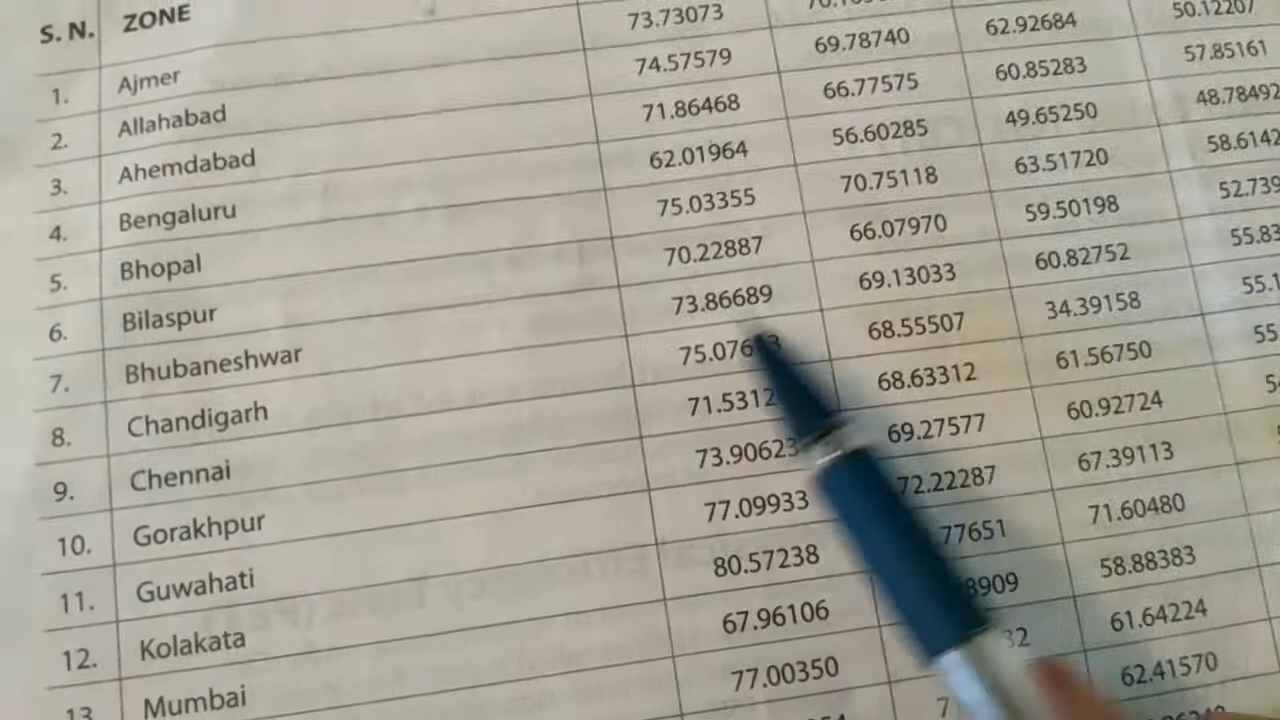 S. N. ZONE
1. Ajmer 73.73073
2. Allahabad 74.57579 69.78740 62.92684 50.12207
3. Ahemdabad 71.86468 66.77575 60.85283 57.85161
4. Bengaluru 62.01964 56.60285 49.65250 48.78492
5. Bhopal 75.03355 70.75118 63.51720 58.6142
6. Bilaspur 70.22887 66.07970 59.50198 52.739
7. Bhubaneshwar 73.86689 69.13033 60.82752 55.83
8. Chandigarh 75.076 68.55507 34.39158 55.1
9. Chennai 71.5312 68.63312 61.56750 55
10. Gorakhpur 73.90623 69.27577 60.92724
11. Guwahati 77.09933 72.22287 67.39113
12. Kolakata 80.57238 77651 71.60480
13 Mumbai 67.96106 8909 58.88383
77.00350 32 61.64224
62.41570